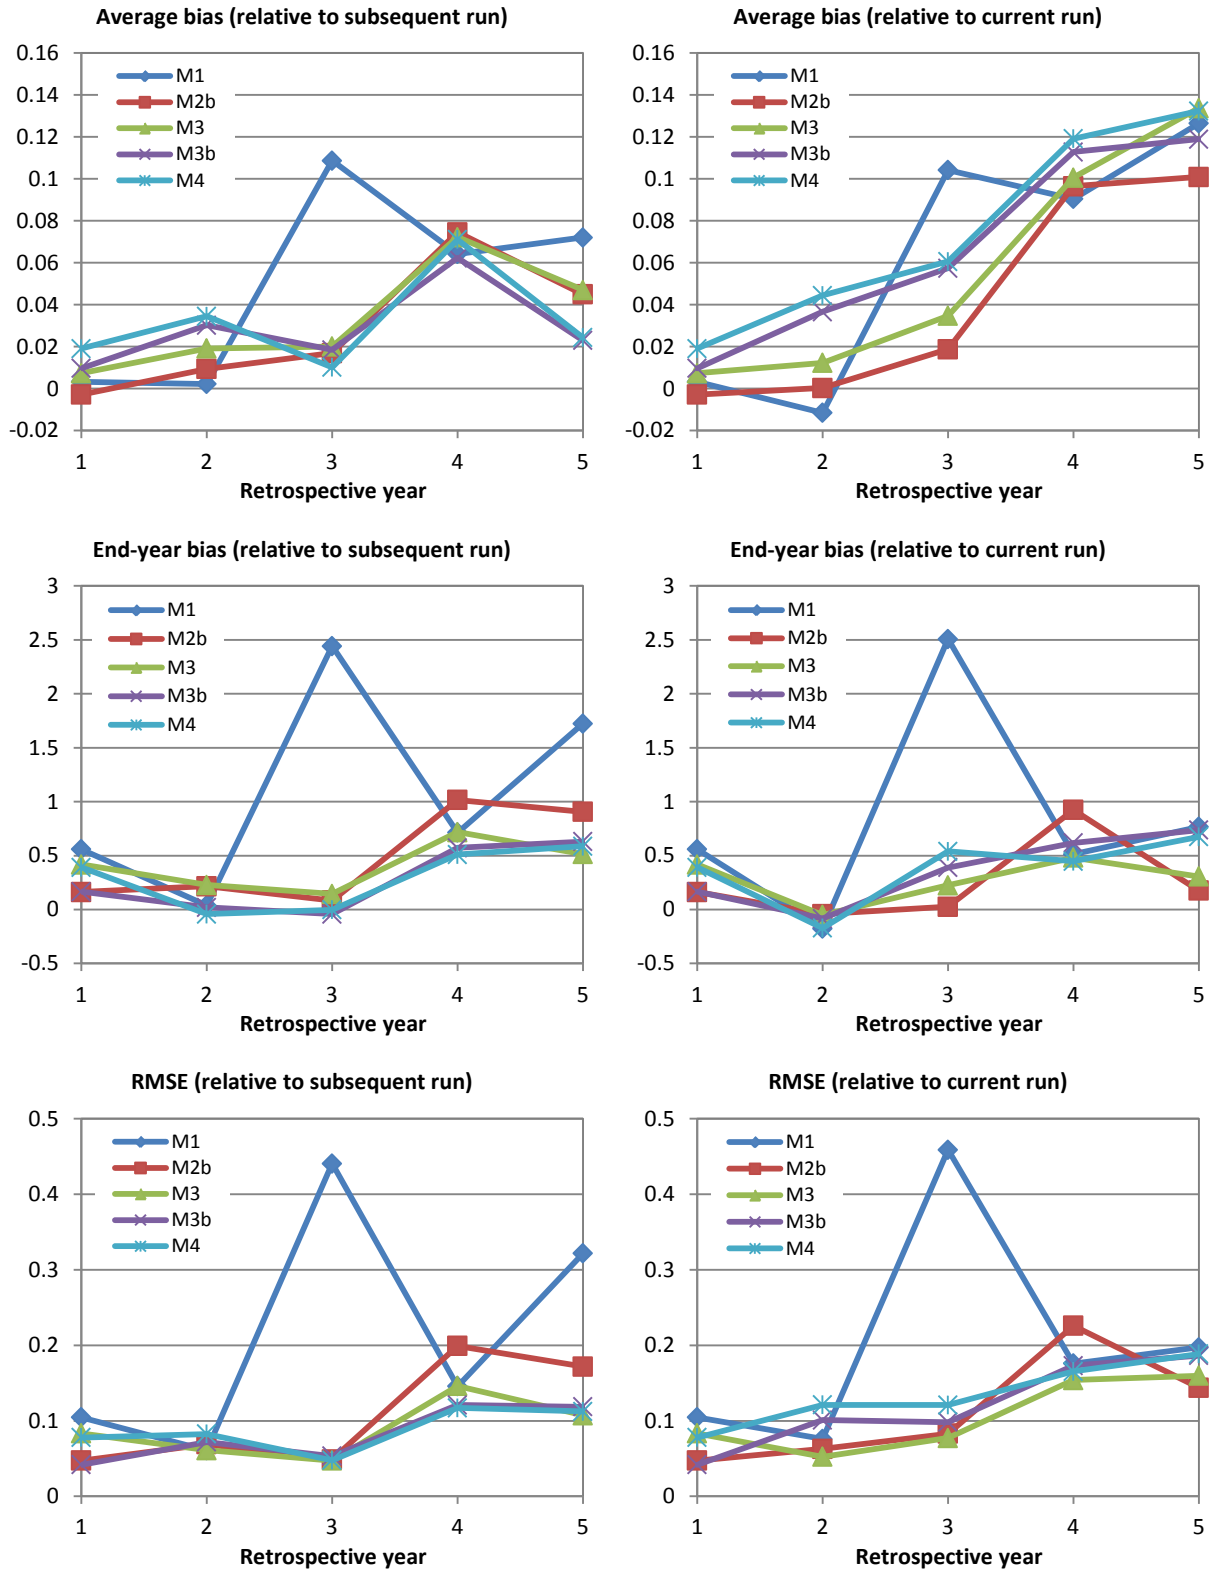 Average bias (relative to subsequent run)
0.16
0.14
0.12
0.1
0.08
0.06
0.04
0.02
0
-0.02
M1
M2b
M3
M3b
M4
1 2 3 4 5
Retrospective year
Average bias (relative to current run)
0.16
0.14
0.12
0.1
0.08
0.06
0.04
0.02
0
-0.02
M1
M2b
M3
M3b
M4
1 2 3 4 5
Retrospective year
End-year bias (relative to subsequent run)
3
2.5
2
1.5
1
0.5
0
-0.5
M1
M2b
M3
M3b
M4
1 2 3 4 5
Retrospective year
End-year bias (relative to current run)
3
2.5
2
1.5
1
0.5
0
-0.5
M1
M2b
M3
M3b
M4
1 2 3 4 5
Retrospective year
RMSE (relative to subsequent run)
0.5
0.4
0.3
0.2
0.1
0
M1
M2b
M3
M3b
M4
1 2 3 4 5
Retrospective year
RMSE (relative to current run)
0.5
0.4
0.3
0.2
0.1
0
M1
M2b
M3
M3b
M4
1 2 3 4 5
Retrospective year